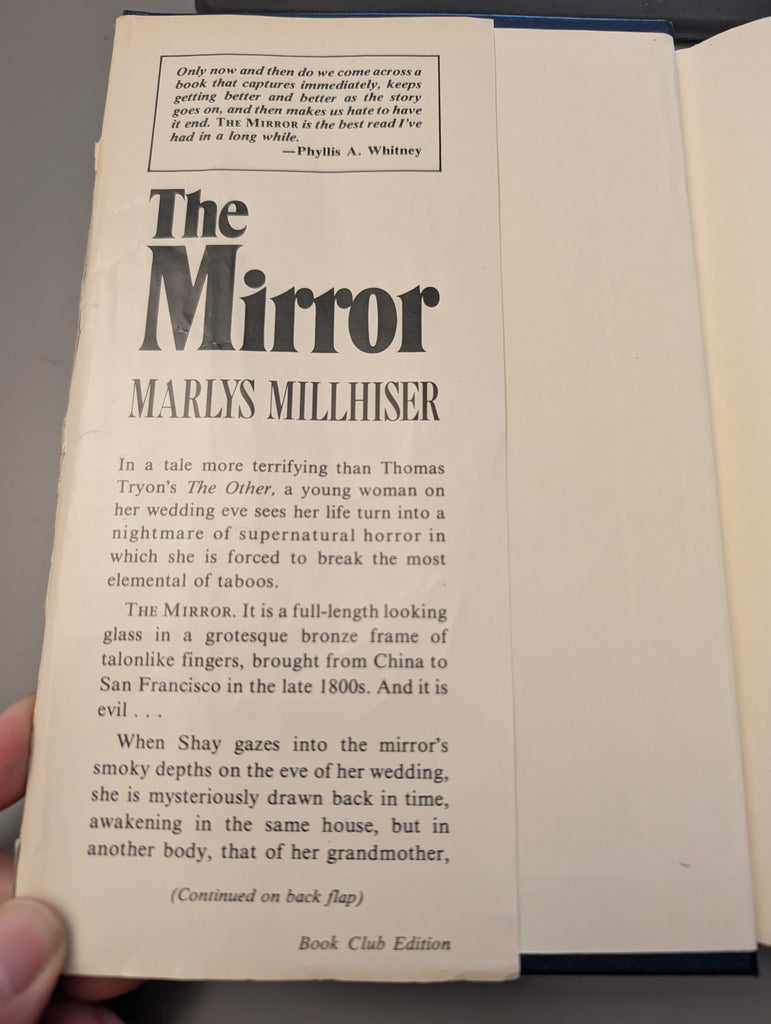 Only now and then do we come across a
book that captures immediately, keeps
getting better and better as the story
goes on, and then makes us hate to have
it end. THE MIRROR is the best read I've
had in a long while.
—Phyllis A. Whitney
The
Mirror
MARLYS MILLHISER
In a tale more terrifying than Thomas
Tryon's The Other, a young woman on
her wedding eve sees her life turn into a
nightmare of supernatural horror in
which she is forced to break the most
elemental of taboos.
THE MIRROR. It is a full-length looking
glass in a grotesque bronze frame of
talonlike fingers, brought from China to
San Francisco in the late 1800s. And it is
evil . . .
When Shay gazes into the mirror's
smoky depths on the eve of her wedding,
she is mysteriously drawn back in time,
awakening in the same house, but in
another body, that of her grandmother,
(Continued on back flap)
Book Club Edition